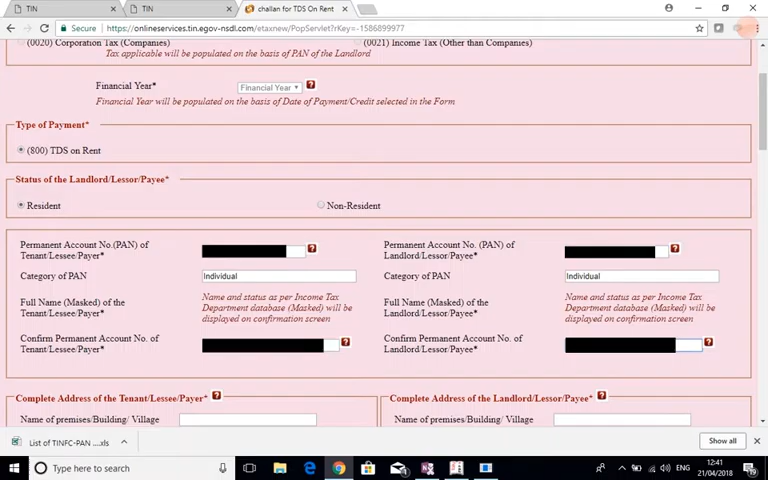 TIN
TIN
challan for TDS On Rent
Secure
https://onlineservices.tin.egov-nsdl.com/etaxnew/PopServlet?rKey=-1586899977
(0020) Corporation Tax (Companies)
(0021) Income Tax (Other than Companies)
Tax applicable will be populated on the basis of PAN of the Landlord
Financial Year*
Financial Year
Financial Year will be populated on the basis of Date of Payment/Credit selected in the Form
Type of Payment*
(800) TDS on Rent
Status of the Landlord/Lessor/Payee*
Resident
Non-Resident
Permanent Account No.(PAN) of
Tenant/Lessee/Payer*
Permanent Account No. (PAN) of
Landlord/Lessor/Payee*
Category of PAN
Individual
Category of PAN
Individual
Full Name (Masked) of the
Tenant/Lessee/Payer*
Name and status as per Income Tax
Department database (Masked) will be
displayed on confirmation screen
Full Name (Masked) of the
Landlord/Lessor/Payee*
Name and status as per Income Tax
Department database (Masked) will be
displayed on confirmation screen
Confirm Permanent Account No. of
Tenant/Lessee/Payer*
Confirm Permanent Account No. of
Landlord/Lessor/Payee*
Complete Address of the Tenant/Lessee/Payer*
Complete Address of the Landlord/Lessor/Payee*
Name of premises/Building/ Village
Name of premises/Building/ Village
List of TINFC-PAN ....xls
Show all
Type here to search
ENG
12:41
21/04/2018